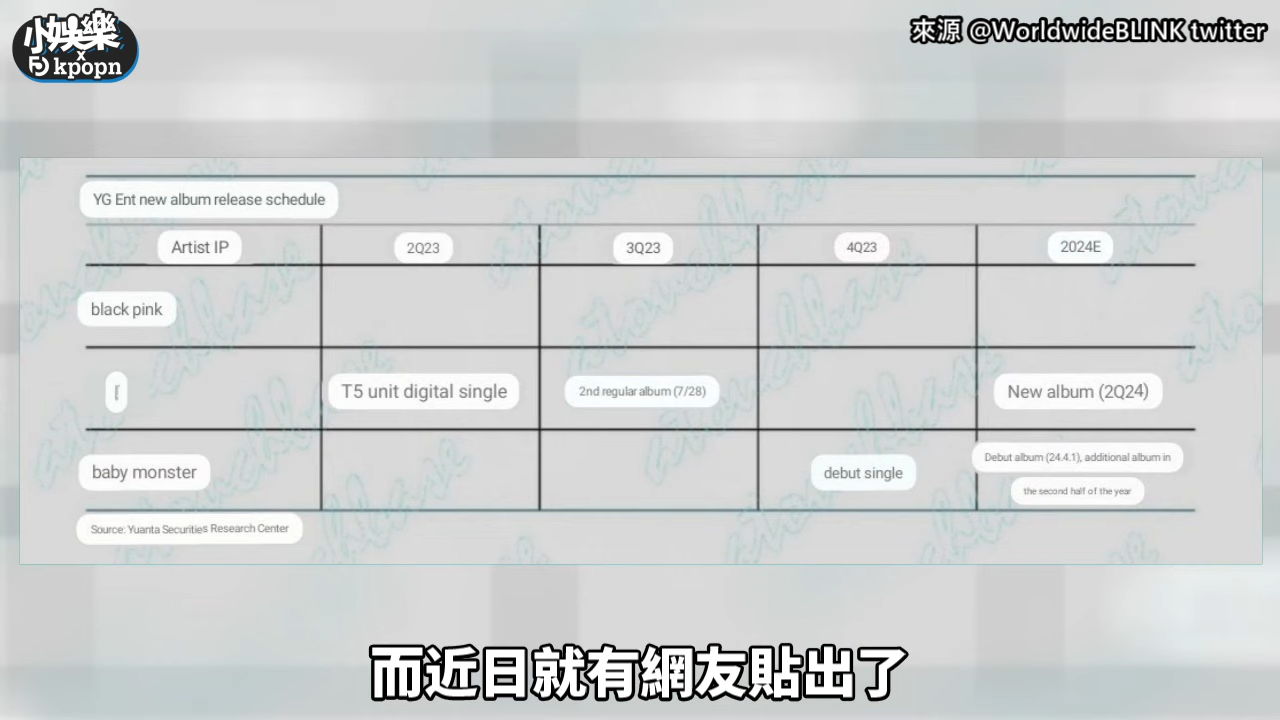 小娛樂
x
kpopn
來源 @WorldwideBLINK twitter
YG Ent new album release schedule
Artist IP 2Q23 3Q23 4Q23 2024E
black pink
[ T5 unit digital single 2nd regular album (7/28) New album (2Q24)
baby monster debut single Debut album (24.4.1), additional album in
the second half of the year
Source: Yuanta Securities Research Center
而近日就有網友貼出了